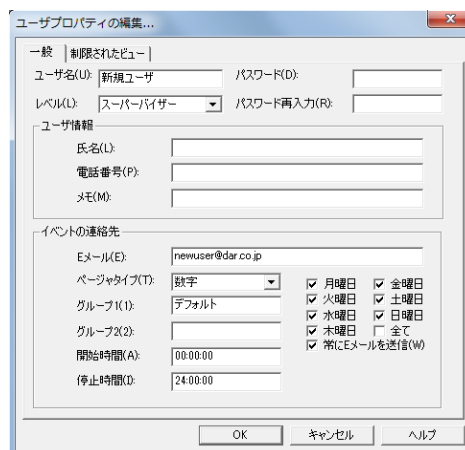 ユーザプロパティの編集...
一般 制限されたビュー
ユーザ名(U): 新規ユーザ パスワード(D):
レベル(L): スーパーバイザー パスワード再入力(R):
ユーザ情報
氏名(L):
電話番号(P):
メモ(M):
イベントの連絡先
Eメール(E): newuser@dar.co.jp
ページャタイプ(T): 数字 月曜日 金曜日
グループ1(1): デフォルト 火曜日 土曜日
水曜日 日曜日
グループ2(2): 木曜日 全て
開始時間(A): 00:00:00 常にEメールを送信(W)
停止時間(I): 24:00:00
OK キャンセル ヘルプ